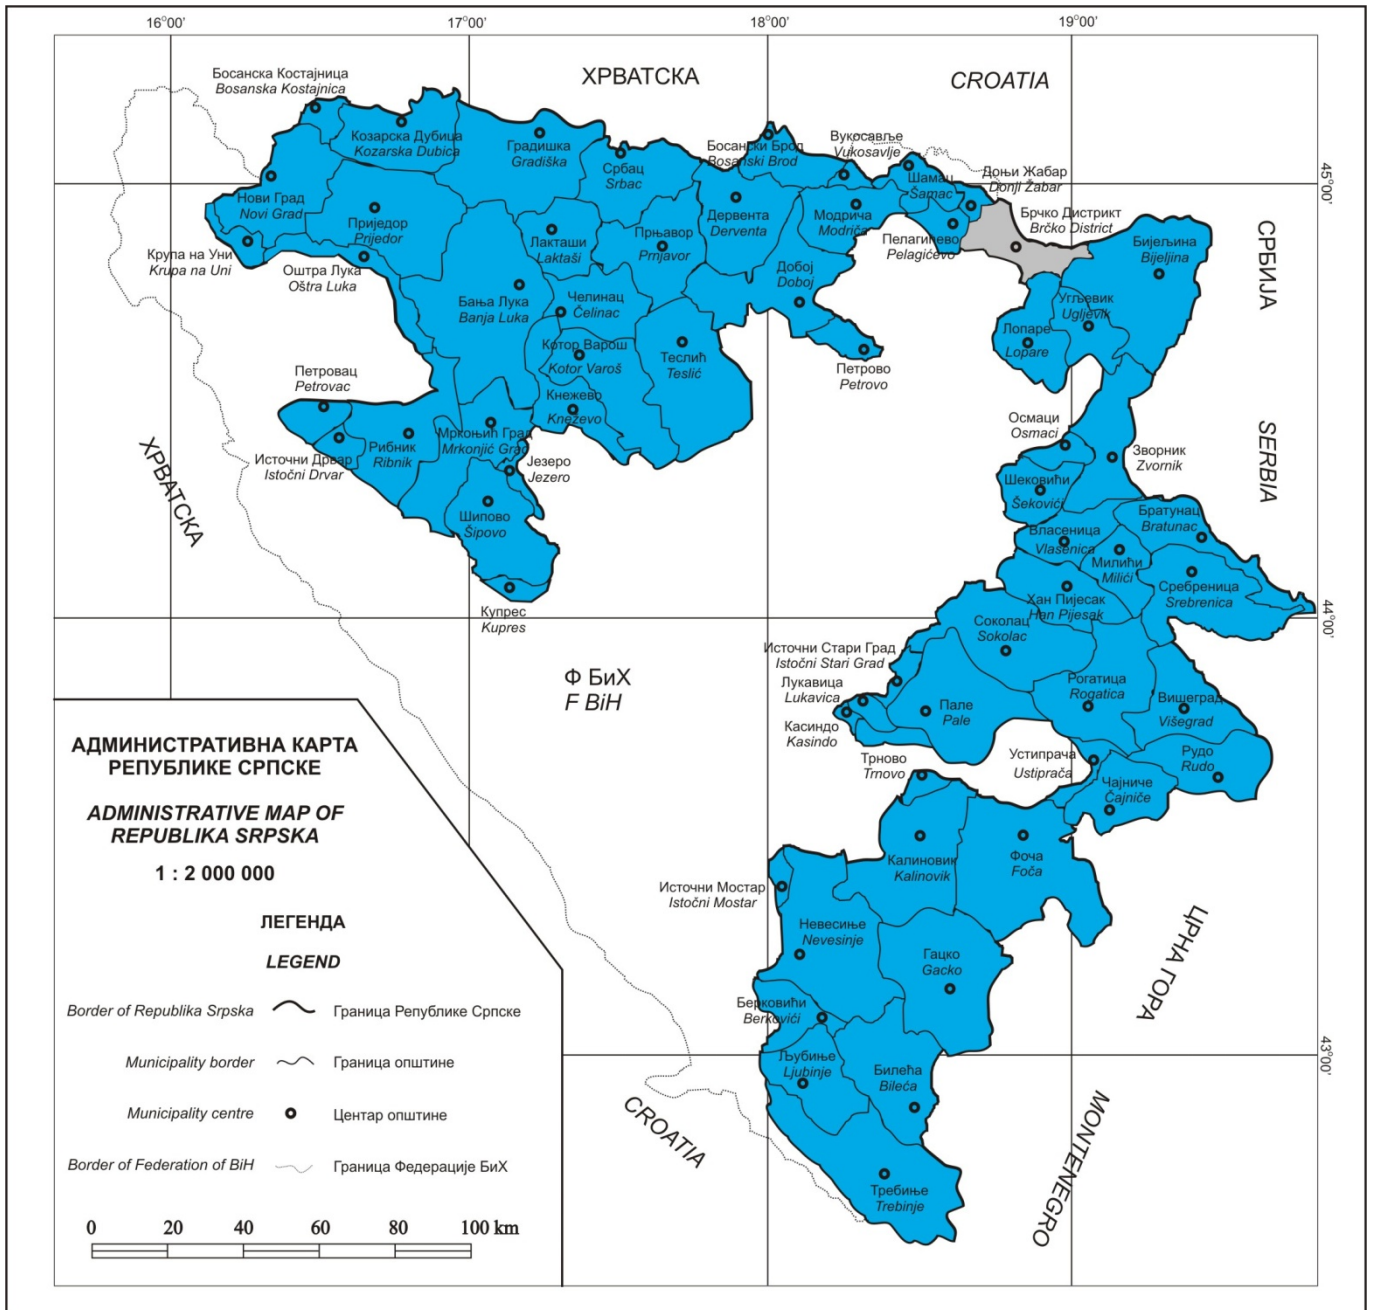 16°00'
17°00'
18°00'
19°00'
ХРВАТСКА
CROATIA
Босанска Костајница
Bosanska Kostajnica
Козарска Дубица
Kozarska Dubica
Градишка
Gradiška
Србац
Srbac
Босански Брод
Bosanski Brod
Вукосавље
Vukosavlje
Шамац
Šamac
Доњи Жабар
Donji Žabar
Брчко Дистрикт
Brčko District
45°00'
Нови Град
Novi Grad
Приједор
Prijedor
Лакташи
Laktaši
Прњавор
Prnjavor
Дервента
Derventa
Модрича
Modriča
Пелагићево
Pelagićevo
Бијељина
Bijeljina
СРБИЈА
Крупа на Уни
Krupa na Uni
Оштра Лука
Oštra Luka
Бања Лука
Banja Luka
Челинац
Čelinac
Добој
Doboj
Угљевик
Ugljevik
Лопаре
Lopare
Котор Варош
Kotor Varoš
Теслић
Teslić
Петрово
Petrovo
Петровац
Petrovac
Кнежево
Kneževo
Осмаци
Osmaci
SERBIA
ХРВАТСКА
Источни Дрвар
Istočni Drvar
Рибник
Ribnik
Мркоњић Град
Mrkonjić Grad
Језеро
Jezero
Зворник
Zvornik
Шековићи
Šekovići
Шипово
Šipovo
Братунац
Bratunac
Власеница
Vlasenica
Милићи
Milići
Сребреница
Srebrenica
Купрес
Kupres
Хан Пијесак
Han Pijesak
Соколац
Sokolac
44°00'
Источни Стари Град
Istočni Stari Grad
Ф БиХ
F BiH
Лукавица
Lukavica
Рогатица
Rogatica
Вишеград
Višegrad
Пале
Pale
Касиндо
Kasindo
Трново
Trnovo
Устипрача
Ustiprača
Рудо
Rudo
Чајниче
Čajniče
Калиновик
Kalinovik
Фоча
Foča
Источни Мостар
Istočni Mostar
Невесиње
Nevesinje
Гацко
Gacko
ЦРНА ГОРА
Берковићи
Berkovići
43°00'
Љубиње
Ljubinje
Билећа
Bileća
CROATIA
MONTENEGRO
Требиње
Trebinje
АДМИНИСТРАТИВНА КАРТА
РЕПУБЛИКЕ СРПСКЕ
ADMINISTRATIVE MAP OF
REPUBLIKA SRPSKA
1 : 2 000 000
ЛЕГЕНДА
LEGEND
Border of Republika Srpska Граница Републике Српске
Municipality border Граница општине
Municipality centre Центар општине
Border of Federation of BiH Граница Федерације БиХ
0 20 40 60 80 100 km